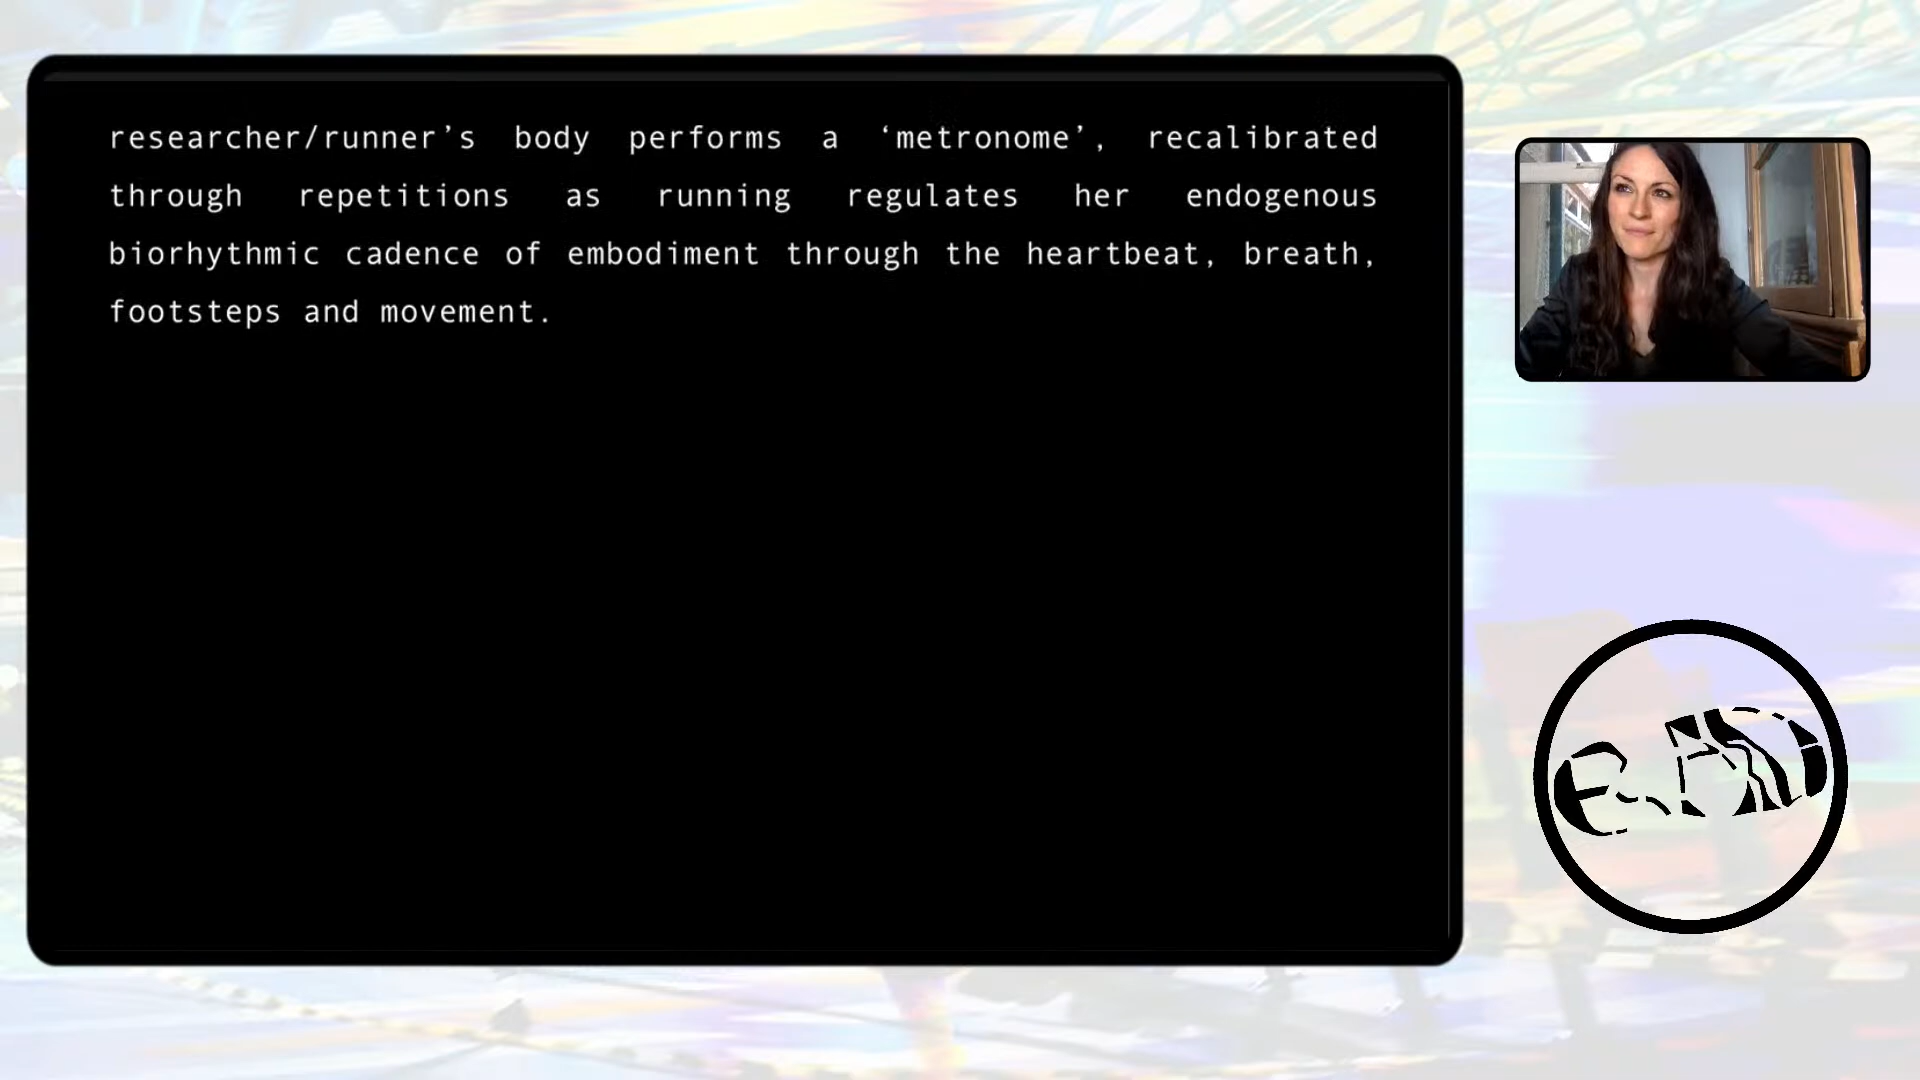 researcher/runner’s body performs a ‘metronome’, recalibrated
through repetitions as running regulates her endogenous
biorhythmic cadence of embodiment through the heartbeat, breath,
footsteps and movement.